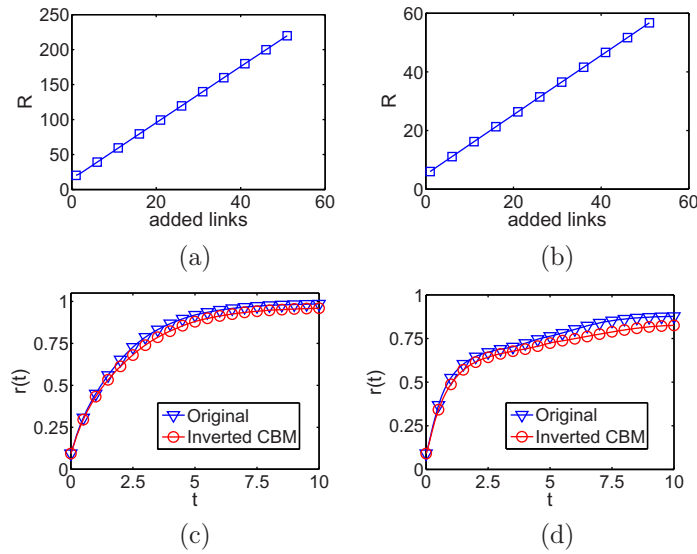 250
200
150
100
50
0
R
0 20 40 60
added links
(a)
60
40
20
0
R
0 20 40 60
added links
(b)
1
0.75
0.5
0.25
0
r(t)
Original
Inverted CBM
2.5 5 7.5 10
t
(c)
1
0.75
0.5
0.25
0
r(t)
Original
Inverted CBM
0 2.5 5 7.5 10
t
(d)